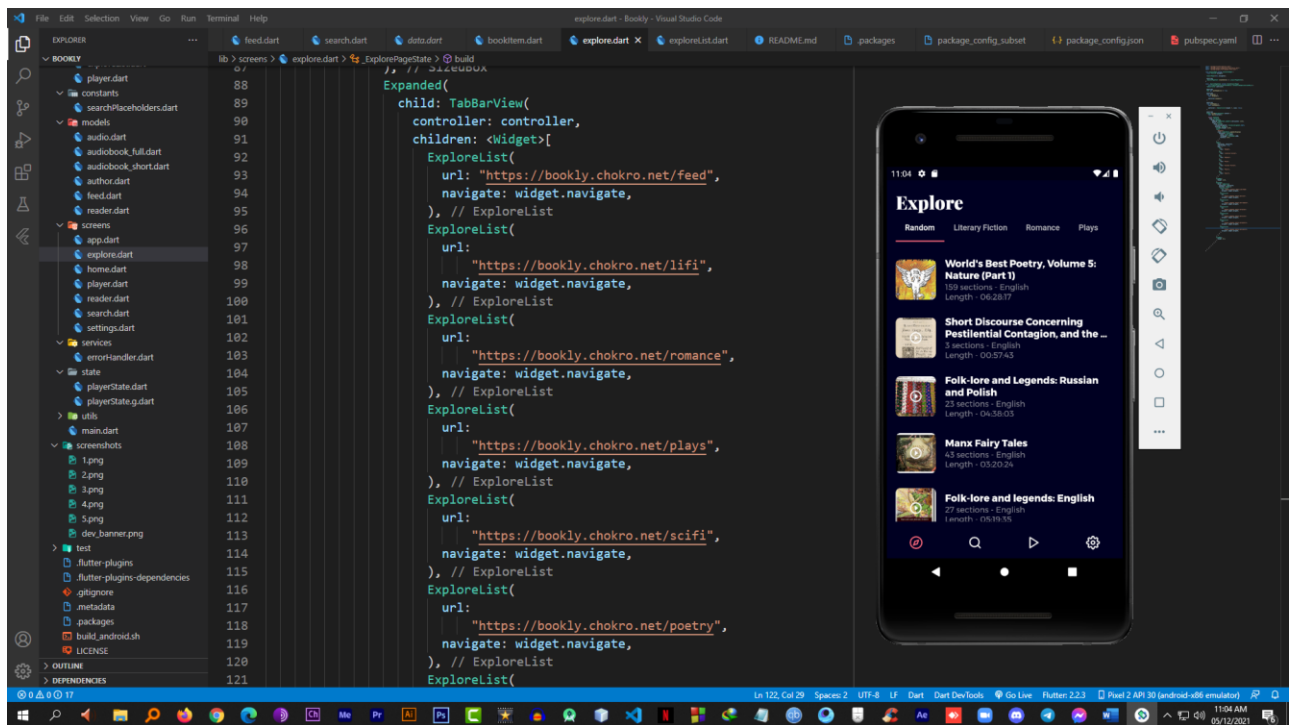 File Edit Selection View Go Run Terminal Help
explore.dart - Bookly - Visual Studio Code
EXPLORER
feed.dart
search.dart
data.dart
bookItem.dart
explore.dart
exploreList.dart
README.md
.packages
package_config_subset
package_config.json
pubspec.yaml
lib > screens > explore.dart > _ExplorePageState > build
BOOKLY
player.dart
constants
searchPlaceholders.dart
models
audio.dart
audiobook_full.dart
audiobook_short.dart
author.dart
feed.dart
reader.dart
screens
app.dart
explore.dart
home.dart
player.dart
reader.dart
search.dart
settings.dart
services
errorHandler.dart
state
playerState.dart
playerState.g.dart
utils
main.dart
screenshots
1.png
2.png
3.png
4.png
5.png
dev_banner.png
test
.flutter-plugins
.flutter-plugins-dependencies
.gitignore
.metadata
.packages
build_android.sh
LICENSE
OUTLINE
DEPENDENCIES
87 ), // SizedBox
88 Expanded(
89 child: TabBarView(
90 controller: controller,
91 children: <Widget>[
92 ExploreList(
93 url: "https://bookly.chokro.net/feed",
94 navigate: widget.navigate,
95 ), // ExploreList
96 ExploreList(
97 url:
98 "https://bookly.chokro.net/lifi",
99 navigate: widget.navigate,
100 ), // ExploreList
101 ExploreList(
102 url:
103 "https://bookly.chokro.net/romance",
104 navigate: widget.navigate,
105 ), // ExploreList
106 ExploreList(
107 url:
108 "https://bookly.chokro.net/plays",
109 navigate: widget.navigate,
110 ), // ExploreList
111 ExploreList(
112 url:
113 "https://bookly.chokro.net/scifi",
114 navigate: widget.navigate,
115 ), // ExploreList
116 ExploreList(
117 url:
118 "https://bookly.chokro.net/poetry",
119 navigate: widget.navigate,
120 ), // ExploreList
121 ExploreList(
11:04
Explore
Random Literary Fiction Romance Plays
World's Best Poetry, Volume 5:
Nature (Part 1)
159 sections - English
Length - 06:28:17
Short Discourse Concerning
Pestilential Contagion, and the ...
3 sections - English
Length - 00:57:43
Folk-lore and Legends: Russian
and Polish
23 sections - English
Length - 04:38:03
Manx Fairy Tales
43 sections - English
Length - 03:20:24
Folk-lore and legends: English
27 sections - English
Length - 05:19:35
0 0 17
Ln 122, Col 29 Spaces: 2 UTF-8 LF Dart Dart DevTools Go Live Flutter: 2.2.3 Pixel 2 API 30 (android-x86 emulator)
Ch Me Pr Ai Ps Ae
11:04 AM
05/12/2021